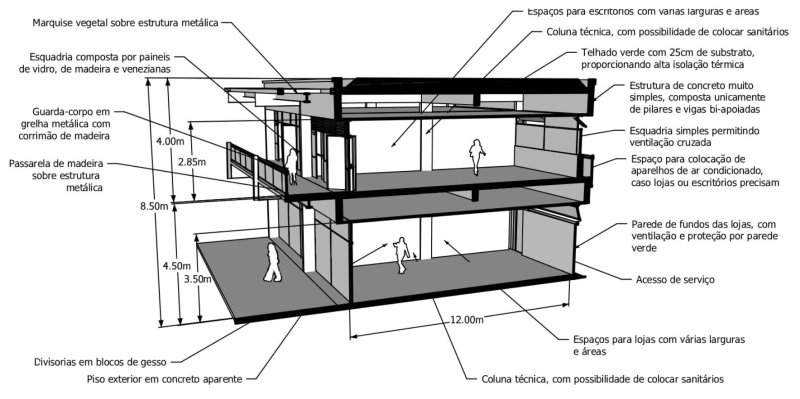 Espaços para escritórios com várias larguras e áreas
Marquise vegetal sobre estrutura metálica
Coluna técnica, com possibilidade de colocar sanitários
Esquadria composta por paineis
de vidro, de madeira e venezianas
Telhado verde com 25cm de substrato,
proporcionando alta isolação térmica
Estrutura de concreto muito
simples, composta unicamente
de pilares e vigas bi-apoiadas
Guarda-corpo em
grelha metálica com
corrimão de madeira
Esquadria simples permitindo
ventilação cruzada
Passarela de madeira
sobre estrutura
metálica
Espaço para colocação de
aparelhos de ar condicionado,
caso lojas ou escritórios precisam
4.00m
2.85m
8.50m
4.50m
3.50m
12.00m
Parede de fundos das lojas, com
ventilação e proteção por parede
verde
Acesso de serviço
Espaços para lojas com várias larguras
e áreas
Divisorias em blocos de gesso
Piso exterior em concreto aparente
Coluna técnica, com possibilidade de colocar sanitários